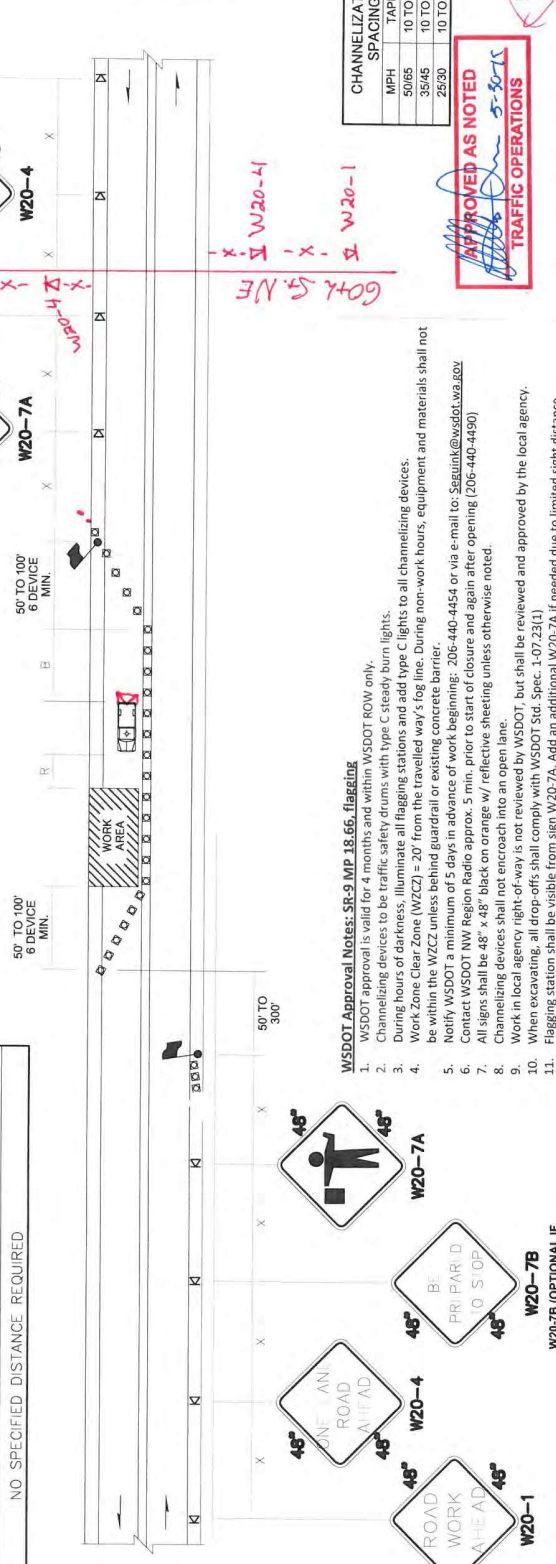 NO SPECIFIED DISTANCE REQUIRED
50' TO 100'
6 DEVICE
MIN.
R
B
50' TO 100'
6 DEVICE
MIN.
X
W20-7A
X
W20-4
X
X
WORK
AREA
W20-4
X
X
60th St. NE
X
W20-4
X
W20-1
50' TO
300'
X
X
X
X
48"
48"
W20-7A
48"
BE
PREPARED
TO STOP
48"
W20-7B
W20-7B (OPTIONAL IF
48"
ONE LANE
ROAD
AHEAD
48"
W20-4
48"
ROAD
WORK
AHEAD
48"
W20-1
WSDOT Approval Notes: SR-9 MP 18.66, flagging
1. WSDOT approval is valid for 4 months and within WSDOT ROW only.
2. Channelizing devices to be traffic safety drums with type C steady burn lights.
3. During hours of darkness, Illuminate all flagging stations and add type C lights to all channelizing devices.
4. Work Zone Clear Zone (WZCZ) = 20' from the travelled way's fog line. During non-work hours, equipment and materials shall not
be within the WZCZ unless behind guardrail or existing concrete barrier.
5. Notify WSDOT a minimum of 5 days in advance of work beginning: 206-440-4454 or via e-mail to: Seguink@wsdot.wa.gov
6. Contact WSDOT NW Region Radio approx. 5 min. prior to start of closure and again after opening (206-440-4490)
7. All signs shall be 48" x 48" black on orange w/ reflective sheeting unless otherwise noted.
8. Channelizing devices shall not encroach into an open lane.
9. Work in local agency right-of-way is not reviewed by WSDOT, but shall be reviewed and approved by the local agency.
10. When excavating, all drop-offs shall comply with WSDOT Std. Spec. 1-07.23(1)
11. Flagging station shall be visible from sign W20-7A. Add an additional W20-7A if needed due to limited sight distance.
CHANNELIZAT
SPACING
MPH TAP
50/65 10 TO
35/45 10 TO
25/30 10 TO
APPROVED AS NOTED
5-30-15
TRAFFIC OPERATIONS